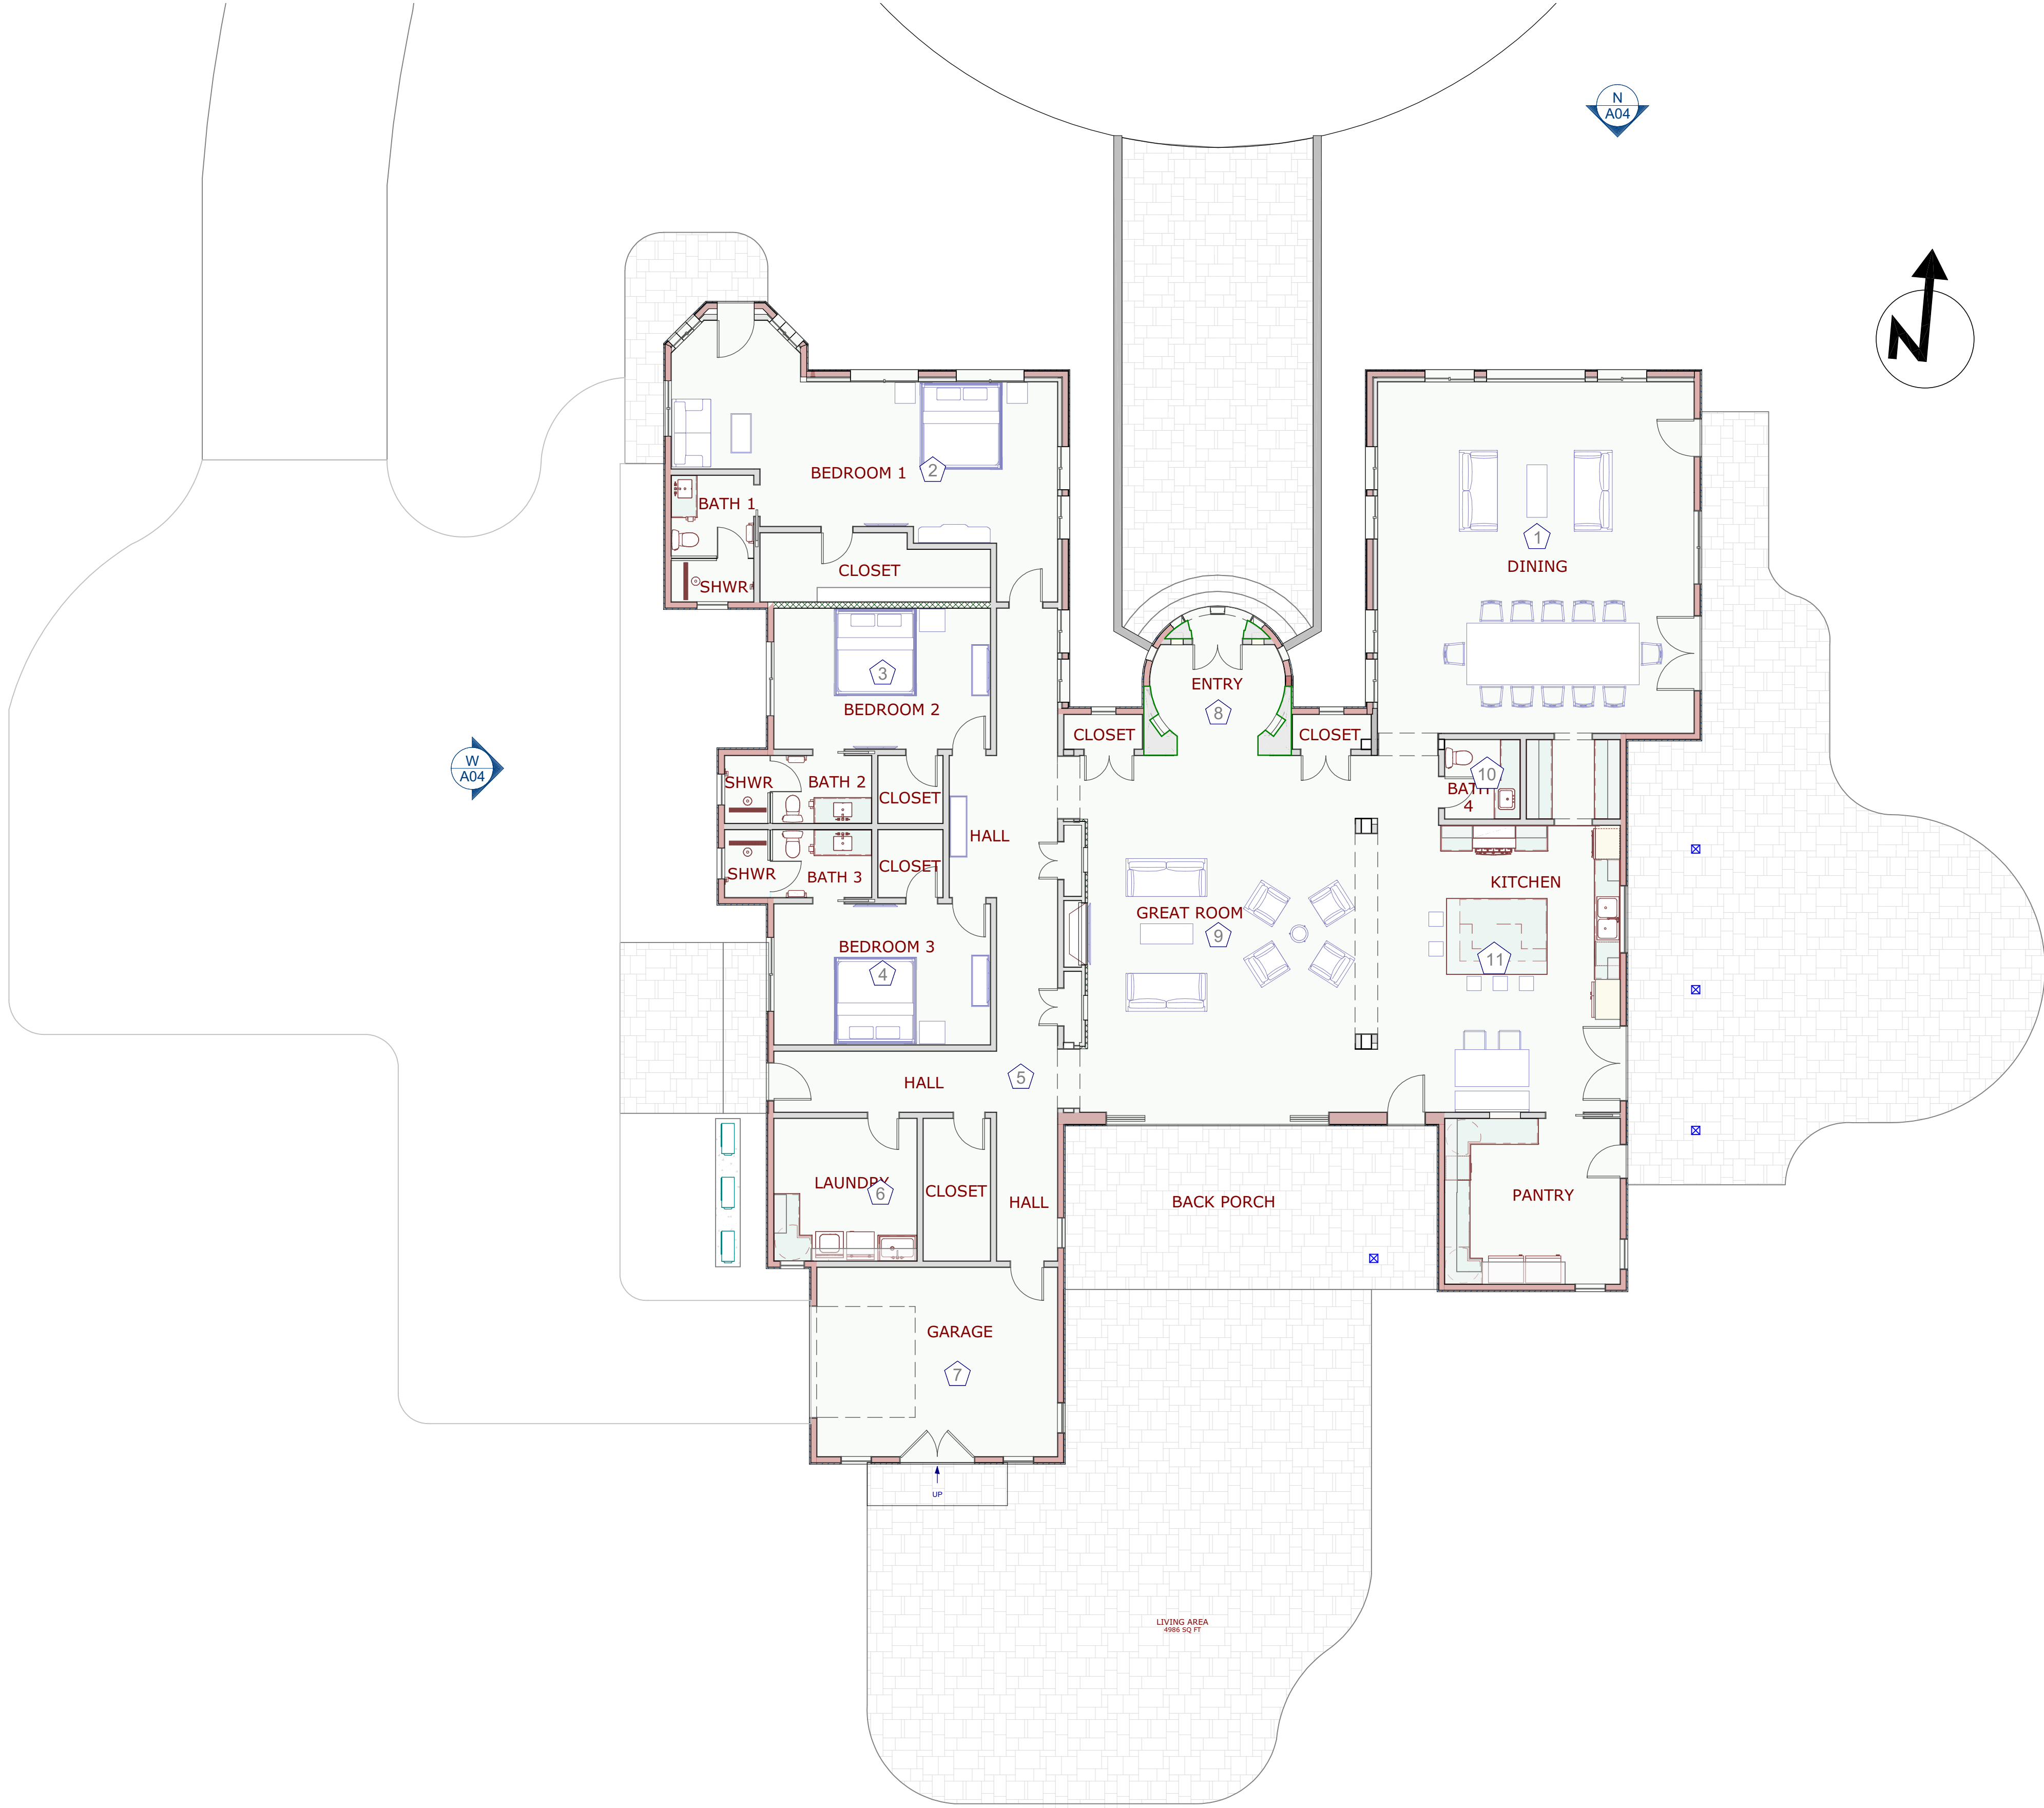 N
A04
N
BEDROOM 1
2
BATH 1
SHWR
CLOSET
1
DINING
3
BEDROOM 2
ENTRY
8
CLOSET
CLOSET
W
A04
SHWR
BATH 2
CLOSET
10
BATH
4
HALL
SHWR
BATH 3
CLOSET
KITCHEN
GREAT ROOM
9
BEDROOM 3
4
11
HALL
5
LAUNDRY
6
CLOSET
HALL
BACK PORCH
PANTRY
GARAGE
7
UP
LIVING AREA
4986 SQ FT